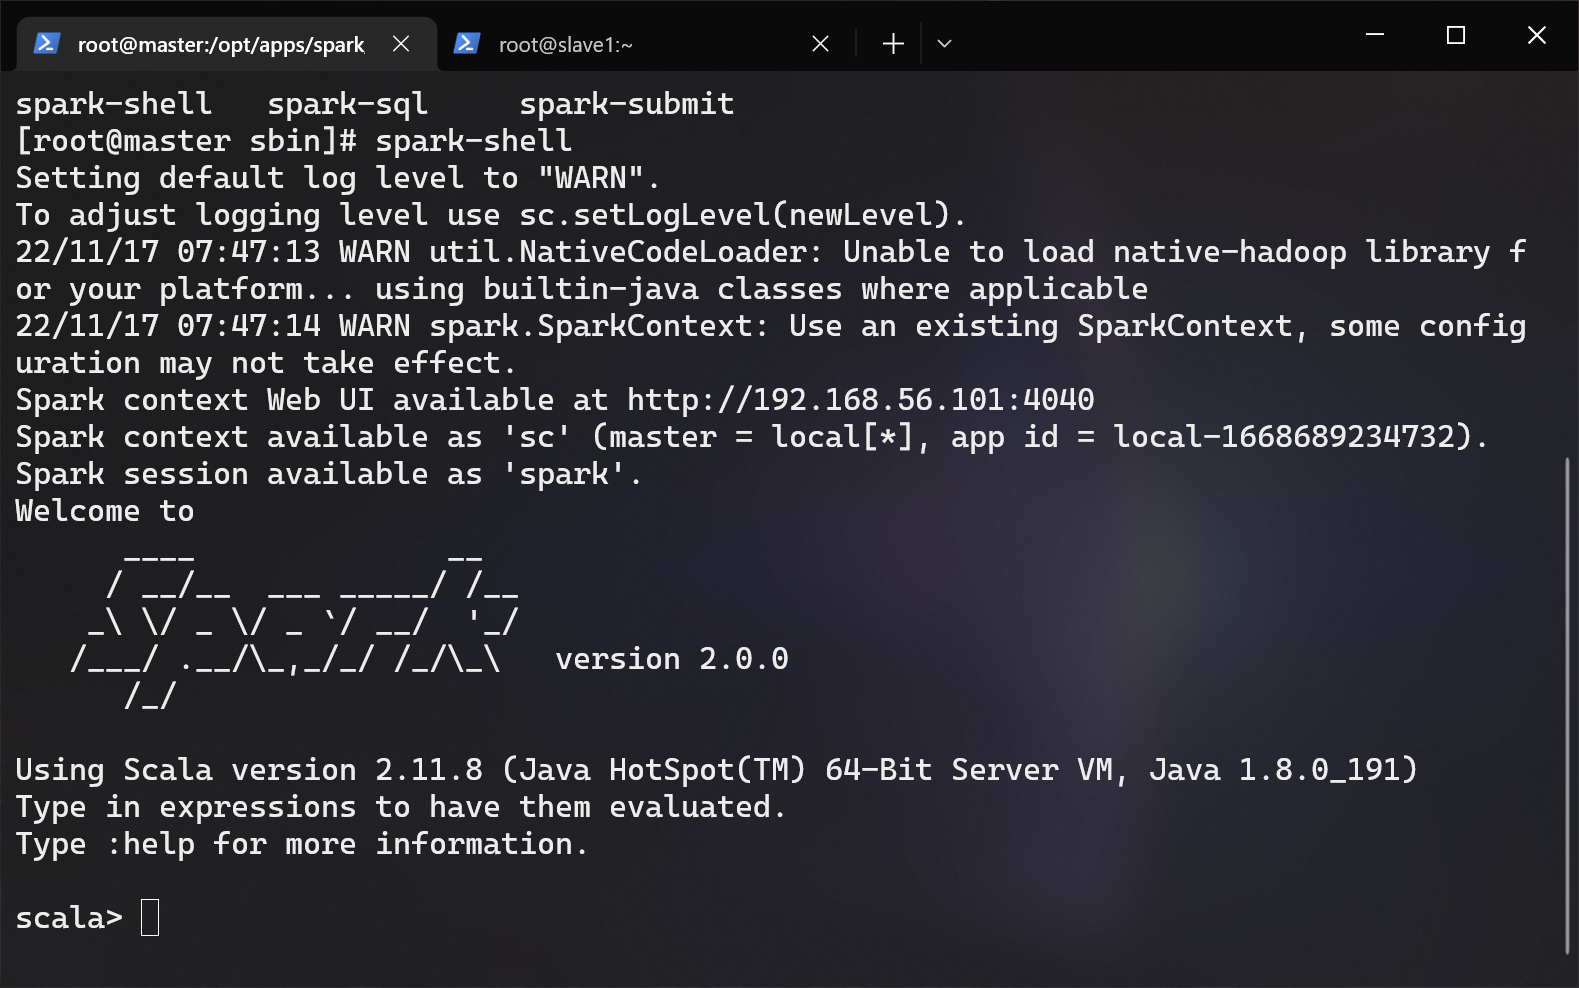 root@master:/opt/apps/spark
root@slave1:~
spark-shell   spark-sql     spark-submit
[root@master sbin]# spark-shell
Setting default log level to "WARN".
To adjust logging level use sc.setLogLevel(newLevel).
22/11/17 07:47:13 WARN util.NativeCodeLoader: Unable to load native-hadoop library f
or your platform... using builtin-java classes where applicable
22/11/17 07:47:14 WARN spark.SparkContext: Use an existing SparkContext, some config
uration may not take effect.
Spark context Web UI available at http://192.168.56.101:4040
Spark context available as 'sc' (master = local[*], app id = local-1668689234732).
Spark session available as 'spark'.
Welcome to
      ____              __
     / __/__  ___ _____/ /__
    _\ \/ _ \/ _ `/ __/  '_/
   /___/ .__/\_,_/_/ /_/\_\   version 2.0.0
      /_/
Using Scala version 2.11.8 (Java HotSpot(TM) 64-Bit Server VM, Java 1.8.0_191)
Type in expressions to have them evaluated.
Type :help for more information.
scala>